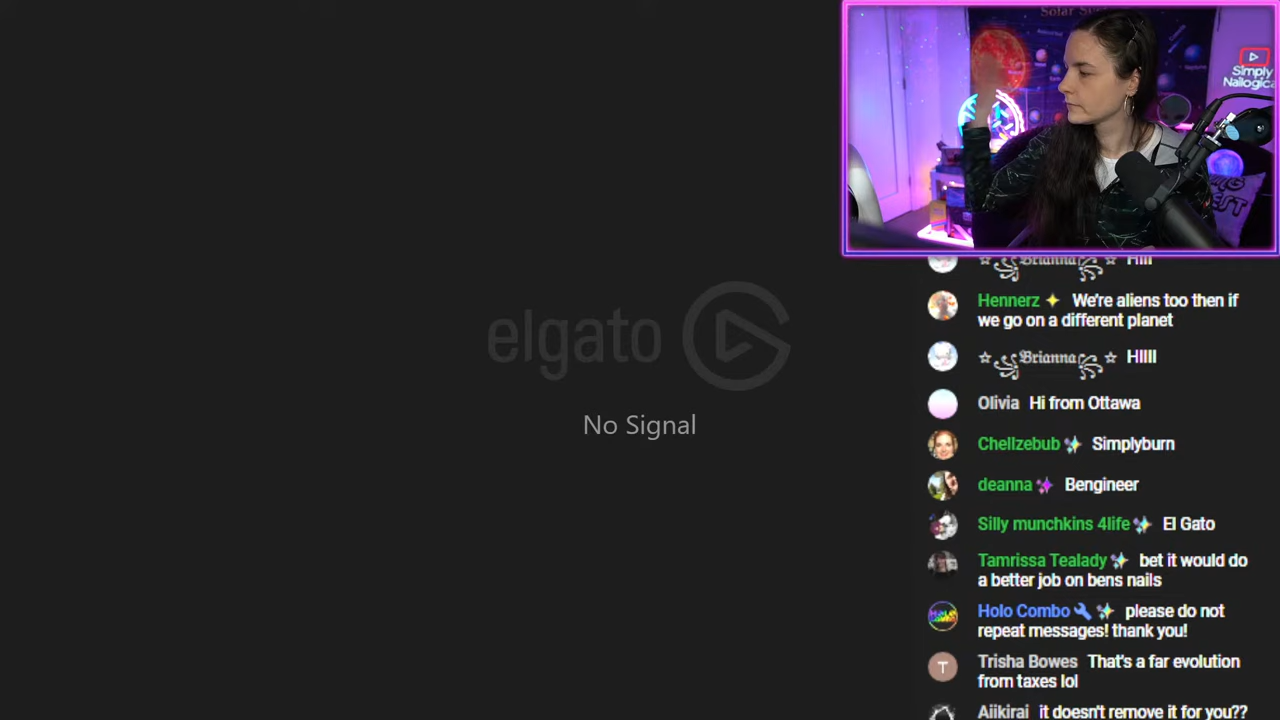 Solar Sys
Simply
Nailogica
elgato
No Signal
☆ Brianna ☆ HIII
Hennerz We're aliens too then if
we go on a different planet
☆ Brianna ☆ HIIII
Olivia Hi from Ottawa
Chellzebub Simplyburn
deanna Bengineer
Silly munchkins 4life El Gato
Tamrissa Tealady bet it would do
a better job on bens nails
Holo Combo please do not
repeat messages! thank you!
T Trisha Bowes That's a far evolution
from taxes lol
Aiikirai it doesn't remove it for you??